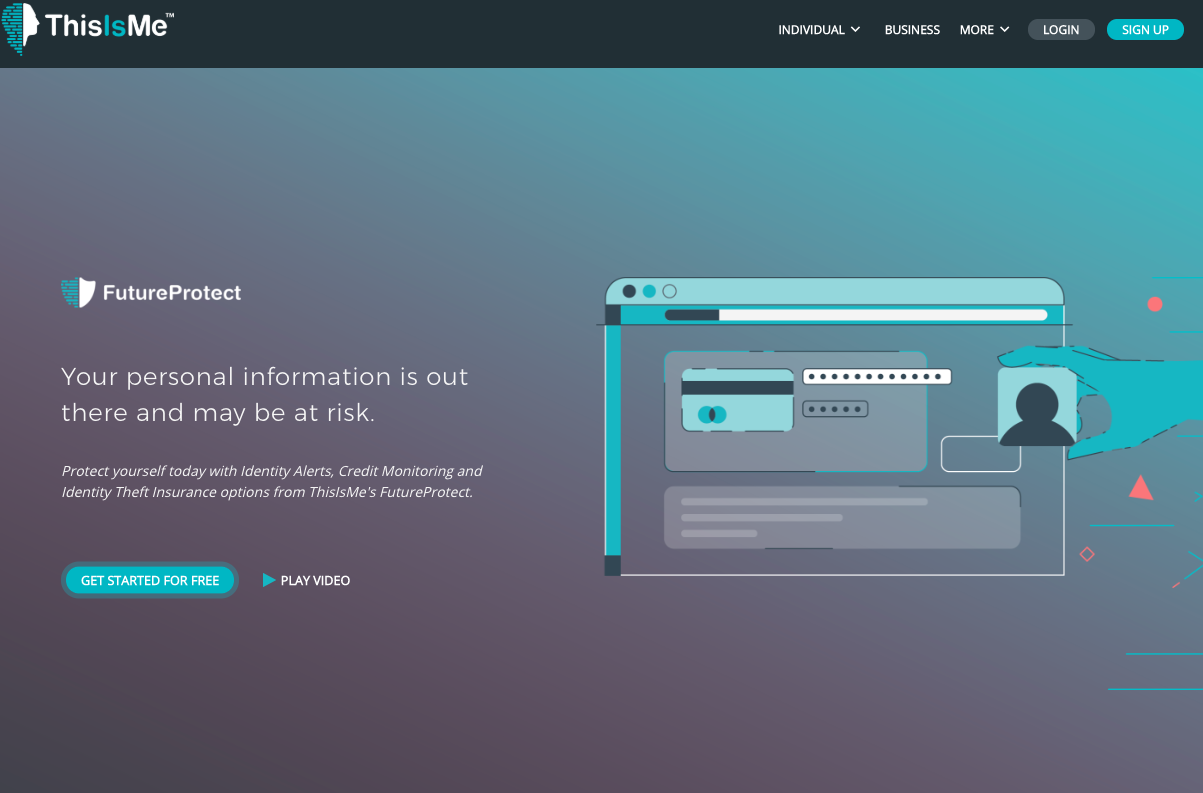 ThisIsMe™
INDIVIDUAL
BUSINESS
MORE
LOGIN
SIGN UP
FutureProtect
Your personal information is out
there and may be at risk.
Protect yourself today with Identity Alerts, Credit Monitoring and
Identity Theft Insurance options from ThisIsMe's FutureProtect.
GET STARTED FOR FREE
PLAY VIDEO